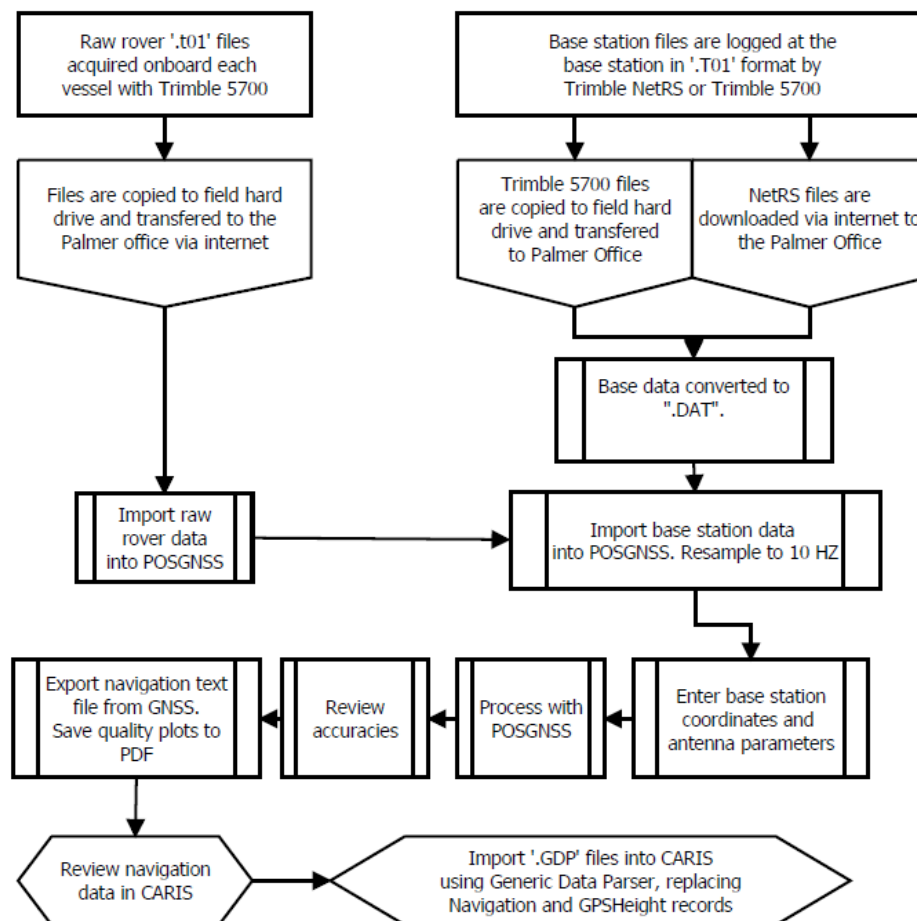 Raw rover '.t01' files
acquired onboard each
vessel with Trimble 5700
Base station files are logged at the
base station in '.T01' format by
Trimble NetRS or Trimble 5700
Files are copied to field hard
drive and transfered to the
Palmer office via internet
Trimble 5700 files
are copied to field hard
drive and transfered
to Palmer Office
NetRS files are
downloaded via internet to
the Palmer Office
Base data converted to
".DAT".
Import raw
rover data
into POSGNSS
Import base station data
into POSGNSS. Resample to 10 HZ
Export navigation text
file from GNSS.
Save quality plots to
PDF
Review
accuracies
Process with
POSGNSS
Enter base station
coordinates and
antenna parameters
Review navigation
data in CARIS
Import '.GDP' files into CARIS
using Generic Data Parser, replacing
Navigation and GPSHeight records